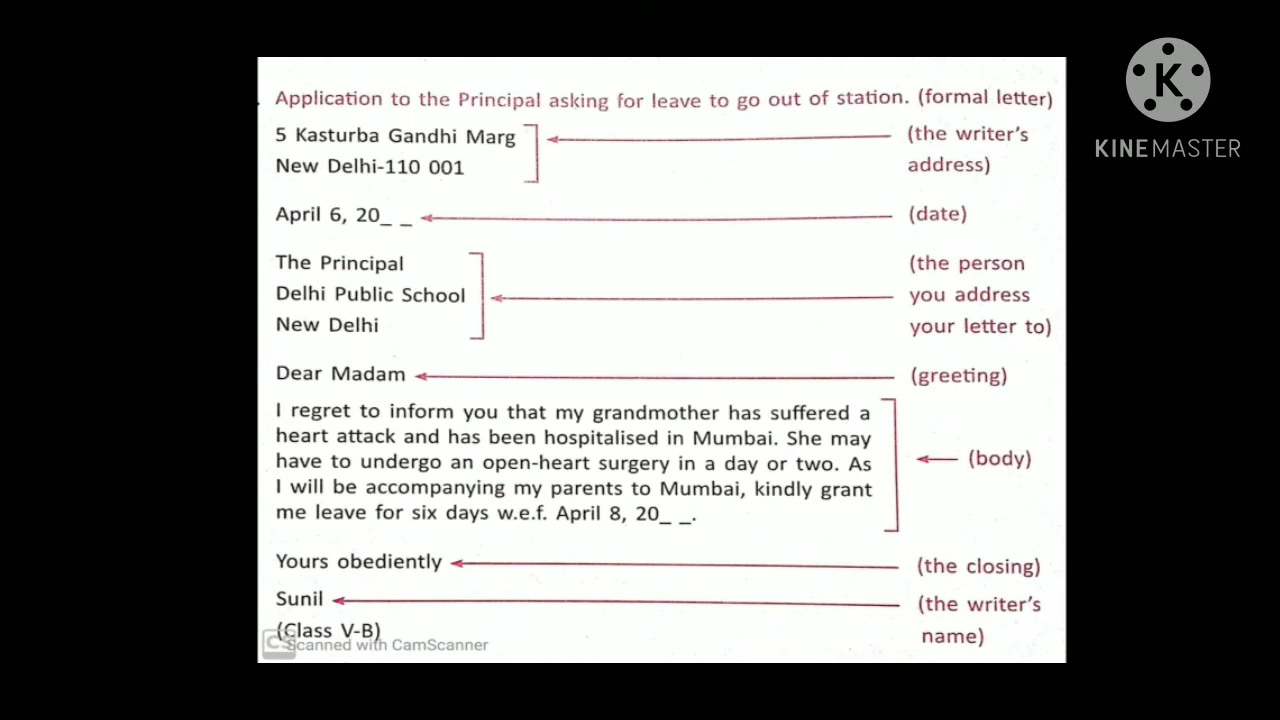 Application to the Principal asking for leave to go out of station. (formal letter)
5 Kasturba Gandhi Marg
New Delhi-110 001
(the writer's
address)
April 6, 20_ _
(date)
The Principal
Delhi Public School
New Delhi
(the person
you address
your letter to)
Dear Madam
(greeting)
I regret to inform you that my grandmother has suffered a
heart attack and has been hospitalised in Mumbai. She may
have to undergo an open-heart surgery in a day or two. As
I will be accompanying my parents to Mumbai, kindly grant
me leave for six days w.e.f. April 8, 20_ _.
(body)
Yours obediently
(the closing)
Sunil
(Class V-B)
(the writer's
name)
CS Scanned with CamScanner
K
KINEMASTER